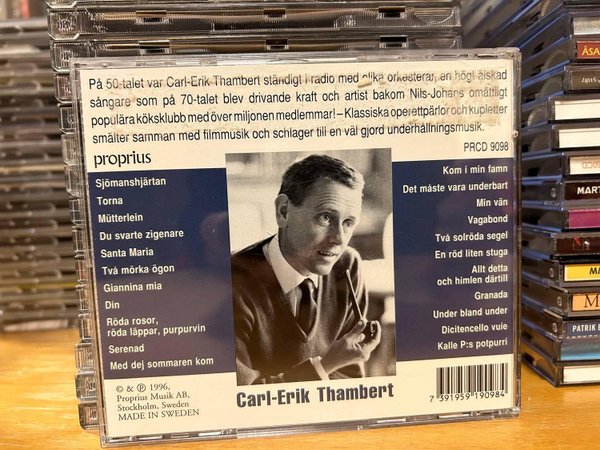 På 50-talet var Carl-Erik Thambert ständigt i radio med olika orkesterar, en högt älskad
sångare som på 70-talet blev drivande kraft och artist bakom Nils-Johans omåttligt
populära köksklubb med över miljonen medlemmar! – Klassiska operettpärlor och kupletter
smälter samman med filmmusik och schlager till en väl gjord underhållningsmusik.
proprius
PRCD 9098
Sjömanshjärtan
Torna
Mütterlein
Du svarte zigenare
Santa Maria
Två mörka ögon
Giannina mia
Din
Röda rosor,
röda läppar, purpurvin
Serenad
Med dej sommaren kom
Kom i min famn
Det måste vara underbart
Min vän
Vagabond
Två solröda segel
En röd liten stuga
Allt detta
och himlen därtill
Granada
Under bland under
Dicitencello vuie
Kalle P:s potpurri
© & ℗ 1996,
Proprius Musik AB,
Stockholm, Sweden
MADE IN SWEDEN
Carl-Erik Thambert
7 391959 190984
ÅSA
MART
MA
M
PATRIK